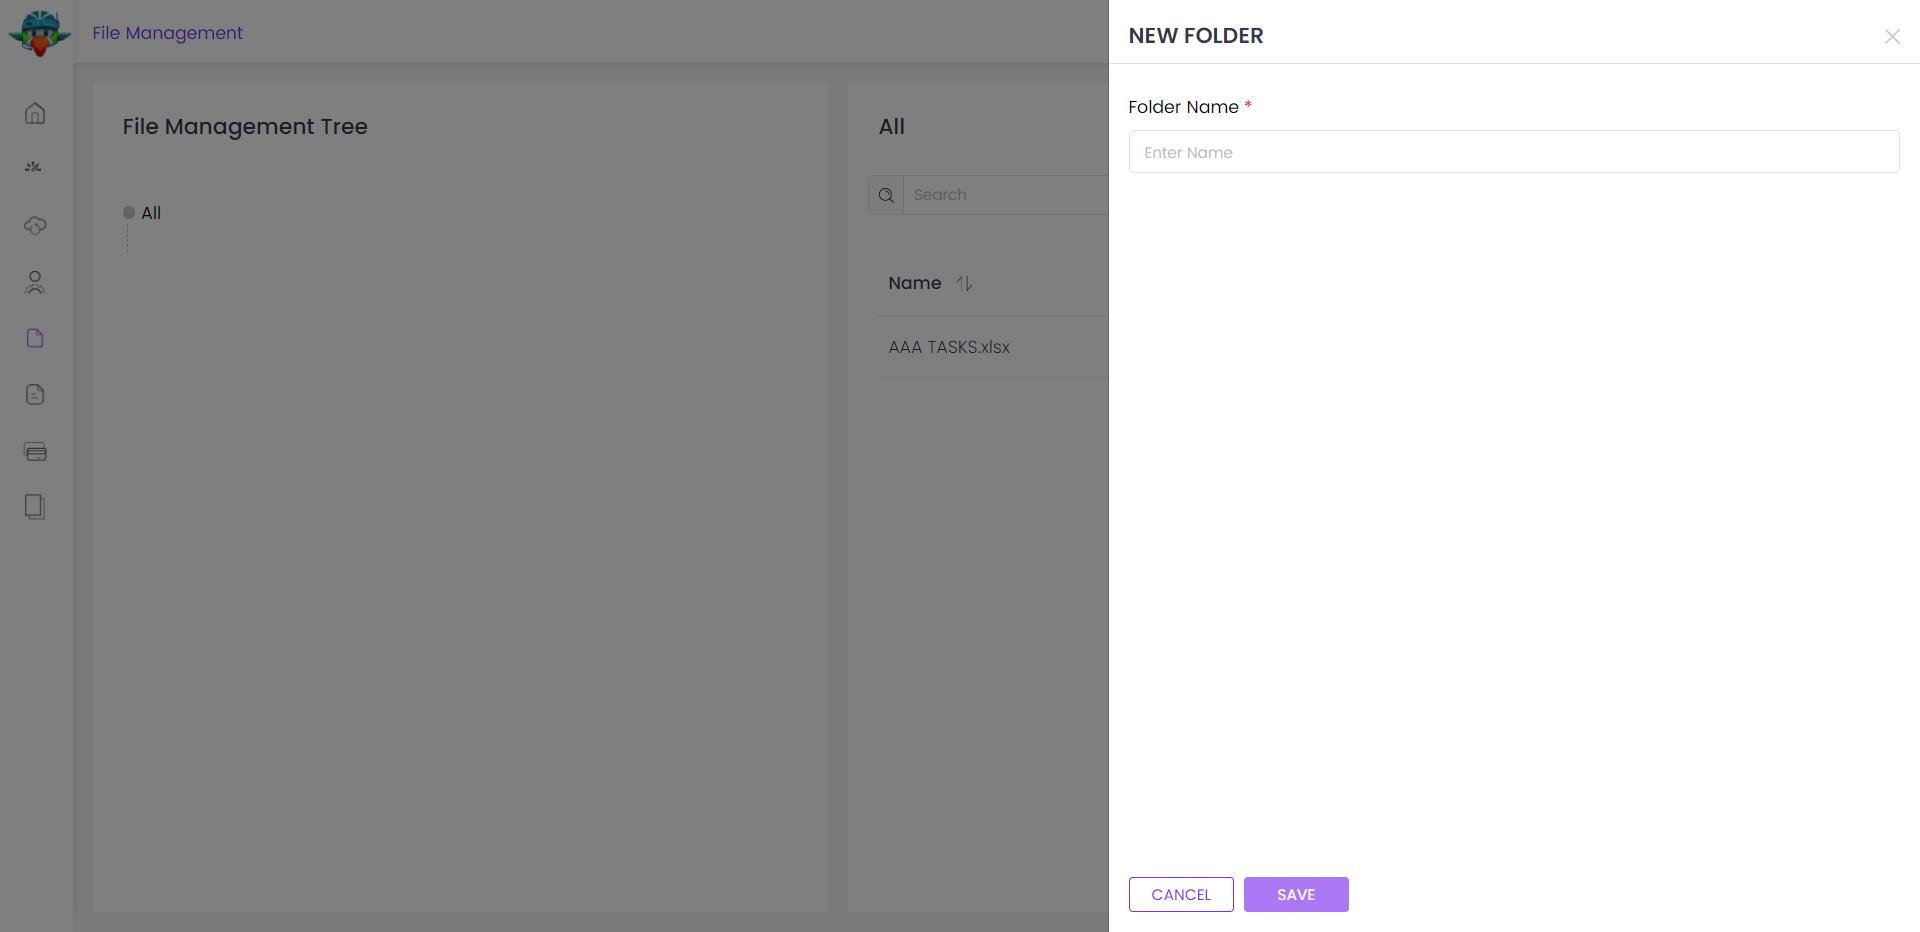 File Management
File Management Tree
All
All
Search
Name
AAA TASKS.xlsx
NEW FOLDER
Folder Name *
Enter Name
CANCEL
SAVE